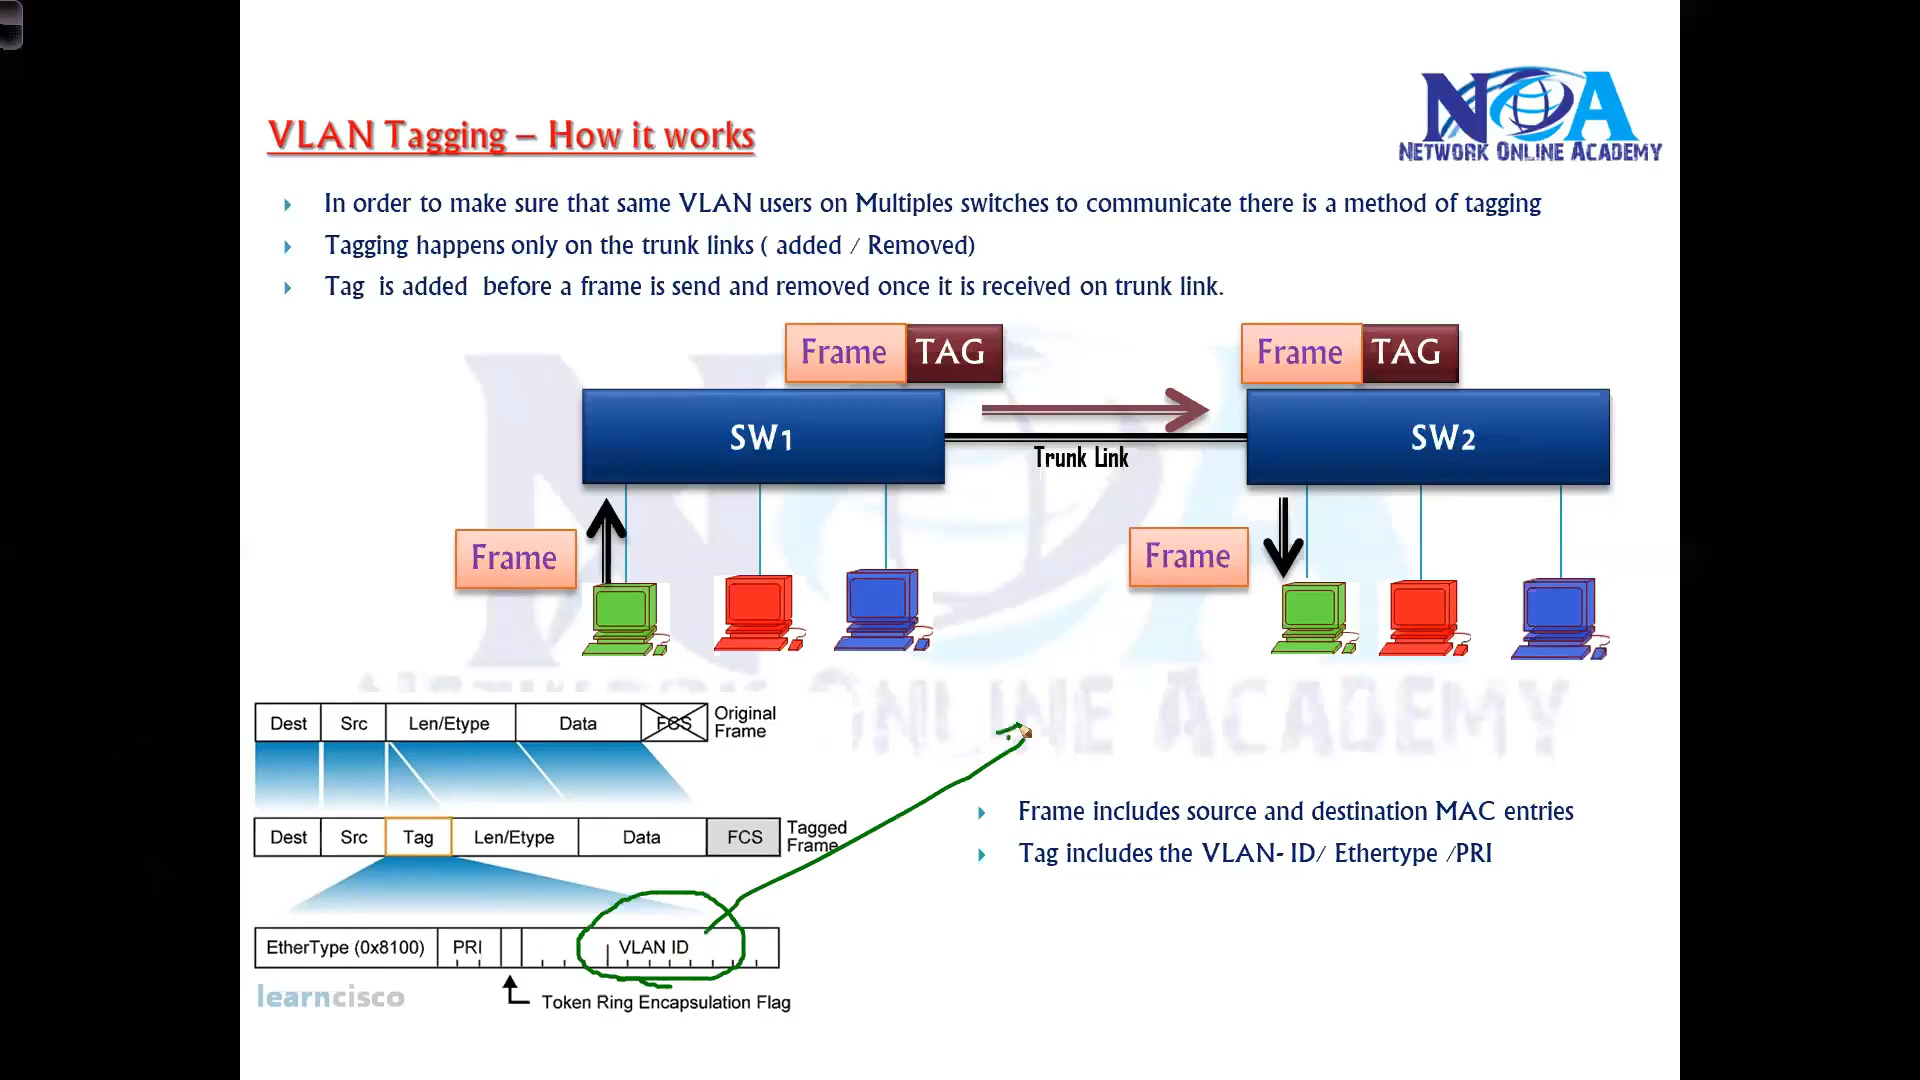 NOA
NETWORK ONLINE ACADEMY
VLAN Tagging – How it works
In order to make sure that same VLAN users on Multiples switches to communicate there is a method of tagging
Tagging happens only on the trunk links ( added / Removed)
Tag is added before a frame is send and removed once it is received on trunk link.
Frame TAG
Frame TAG
SW1
SW2
Trunk Link
Frame
Frame
NETWORK ONLINE ACADEMY
Dest Src Len/Etype Data FCS
Original
Frame
Dest Src Tag Len/Etype Data FCS
Tagged
Frame
Frame includes source and destination MAC entries
Tag includes the VLAN- ID/ Ethertype /PRI
EtherType (0x8100) PRI VLAN ID
learncisco
Token Ring Encapsulation Flag